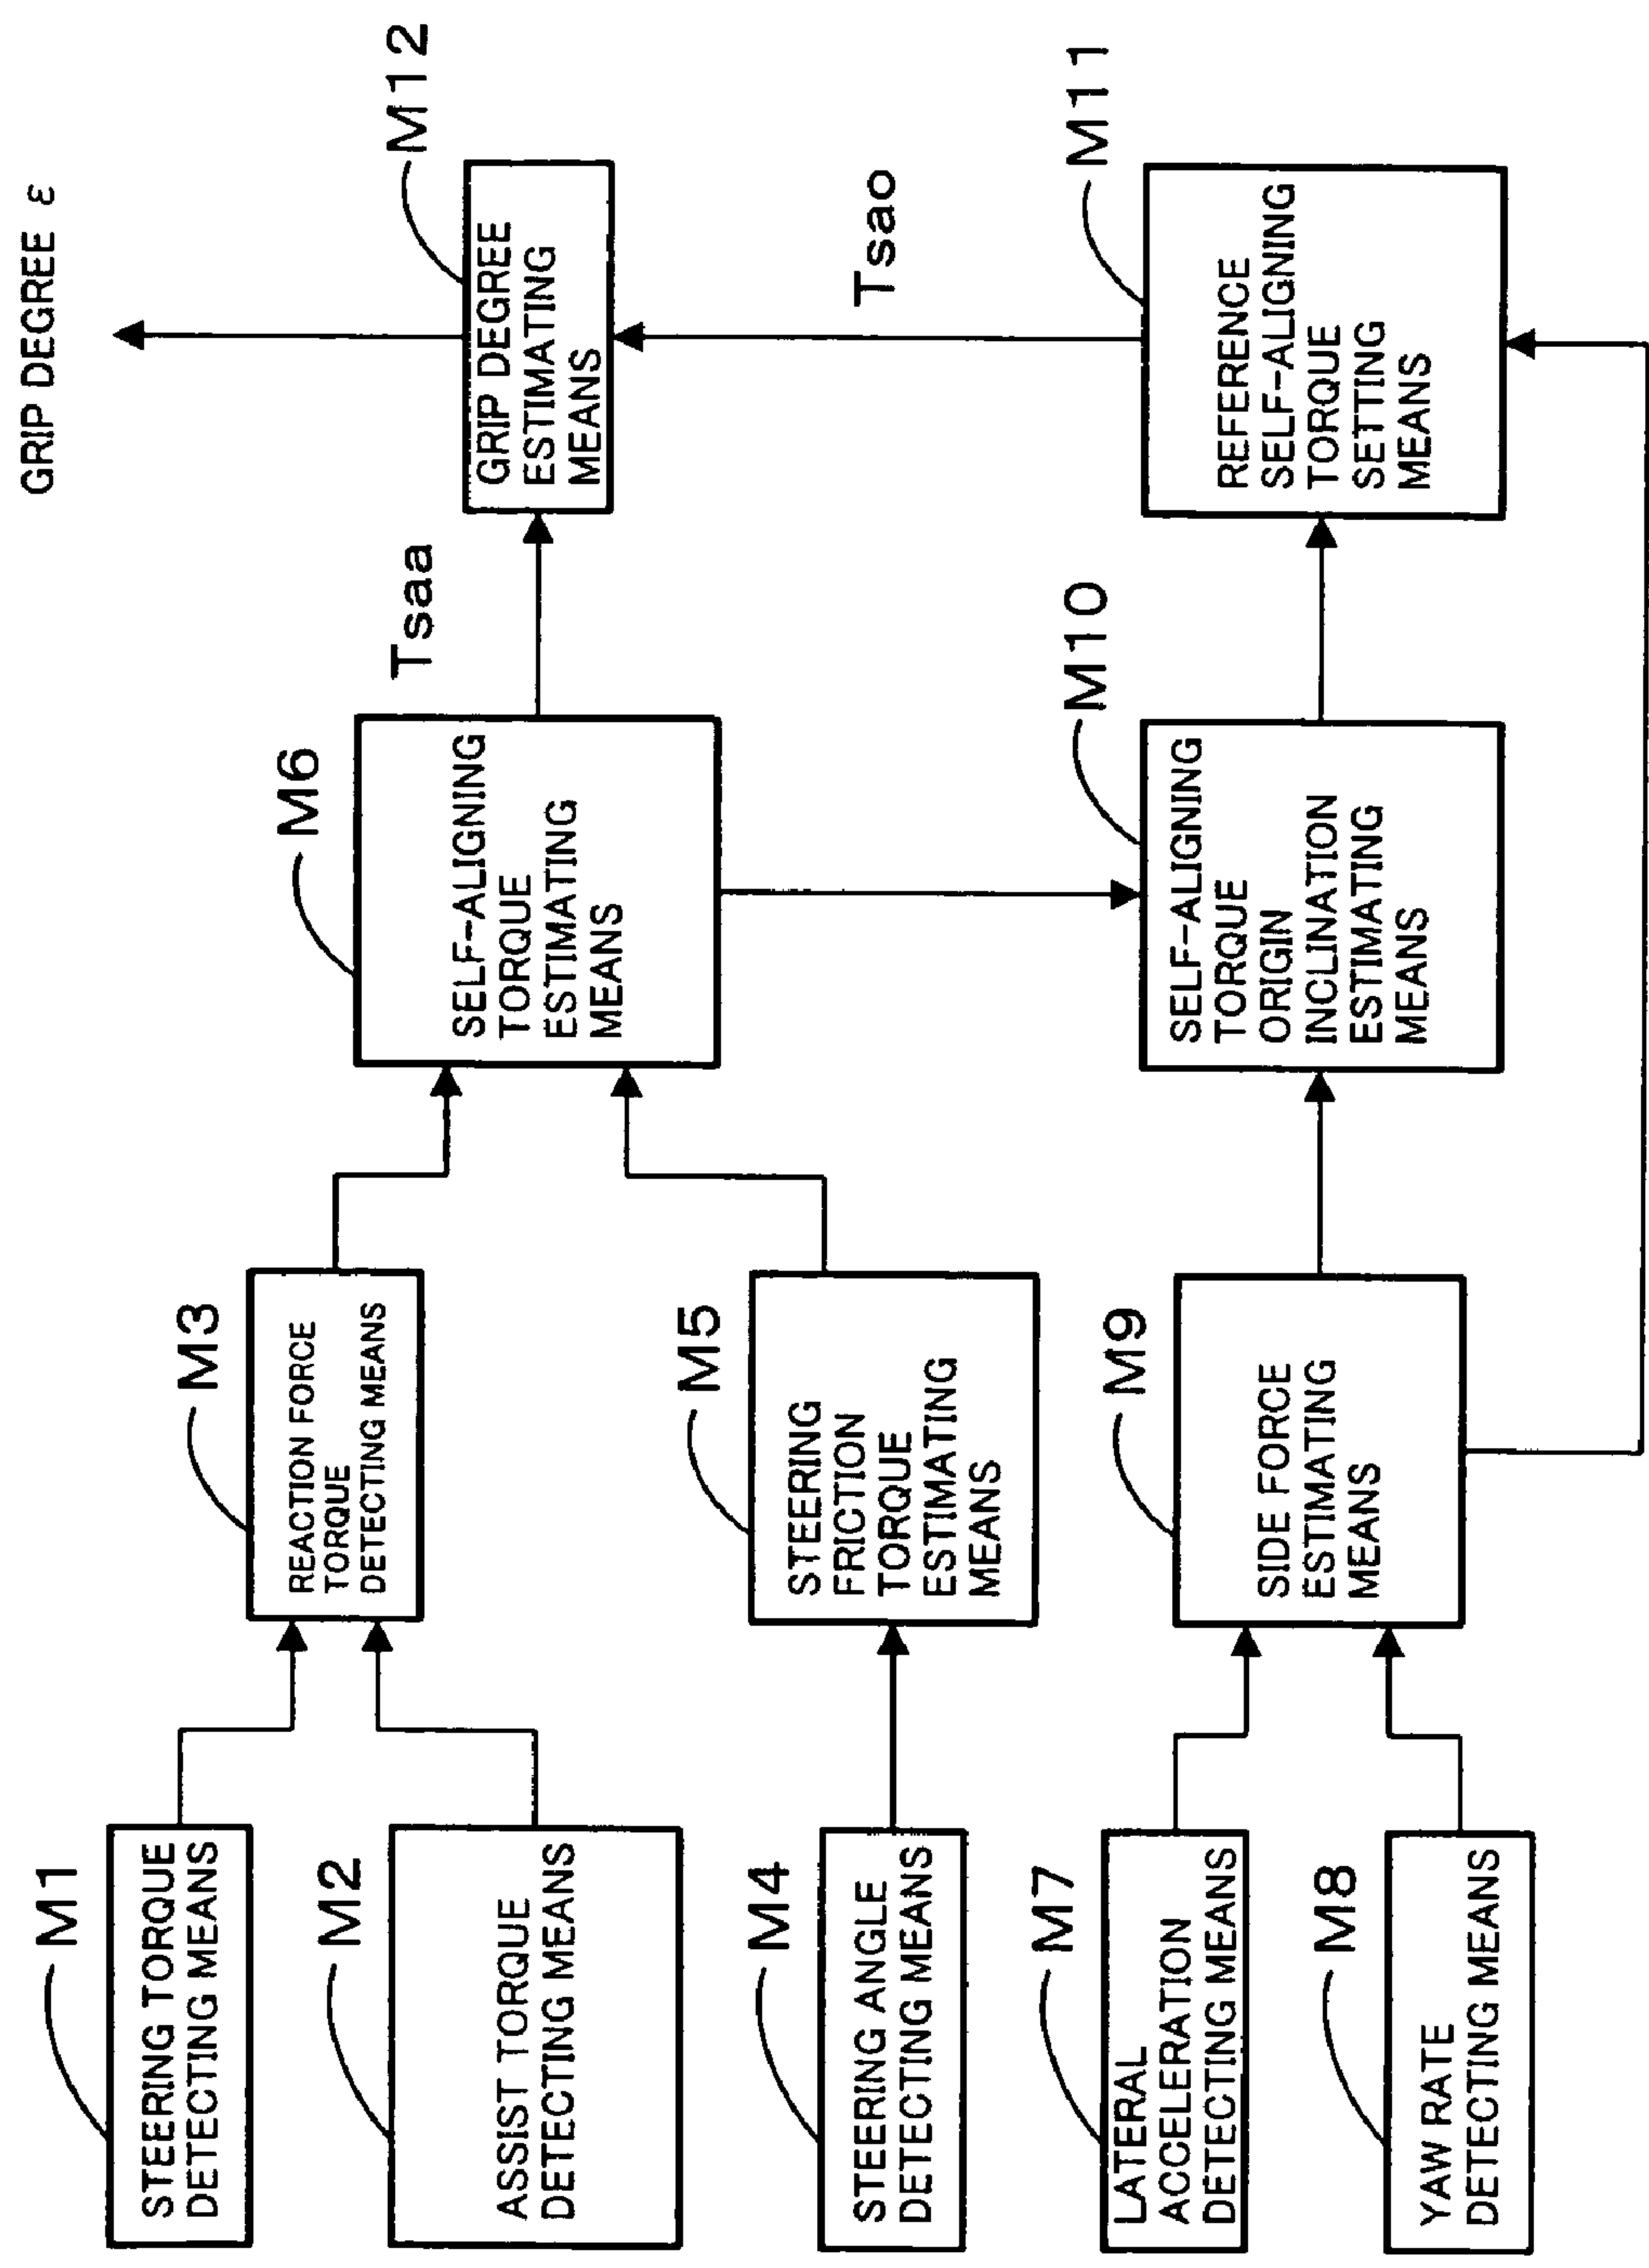 M1
STEERING TORQUE
DETECTING MEANS
M2
ASSIST TORQUE
DETECTING MEANS
M3
REACTION FORCE
TORQUE
DETECTING MEANS
M4
STEERING ANGLE
DETECTING MEANS
M5
STEERING
FRICTION
TORQUE
ESTIMATING
MEANS
M6
SELF-ALIGNING
TORQUE
ESTIMATING
MEANS
Tsaa
M7
LATERAL
ACCELERATION
DETECTING MEANS
M8
YAW RATE
DETECTING MEANS
M9
SIDE FORCE
ESTIMATING
MEANS
M10
SELF-ALIGNING
TORQUE
ORIGIN
INCLINATION
ESTIMATING
MEANS
M11
REFERENCE
SELF-ALIGNING
TORQUE
SETTING
MEANS
Tsao
M12
GRIP DEGREE
ESTIMATING
MEANS
GRIP DEGREE ε